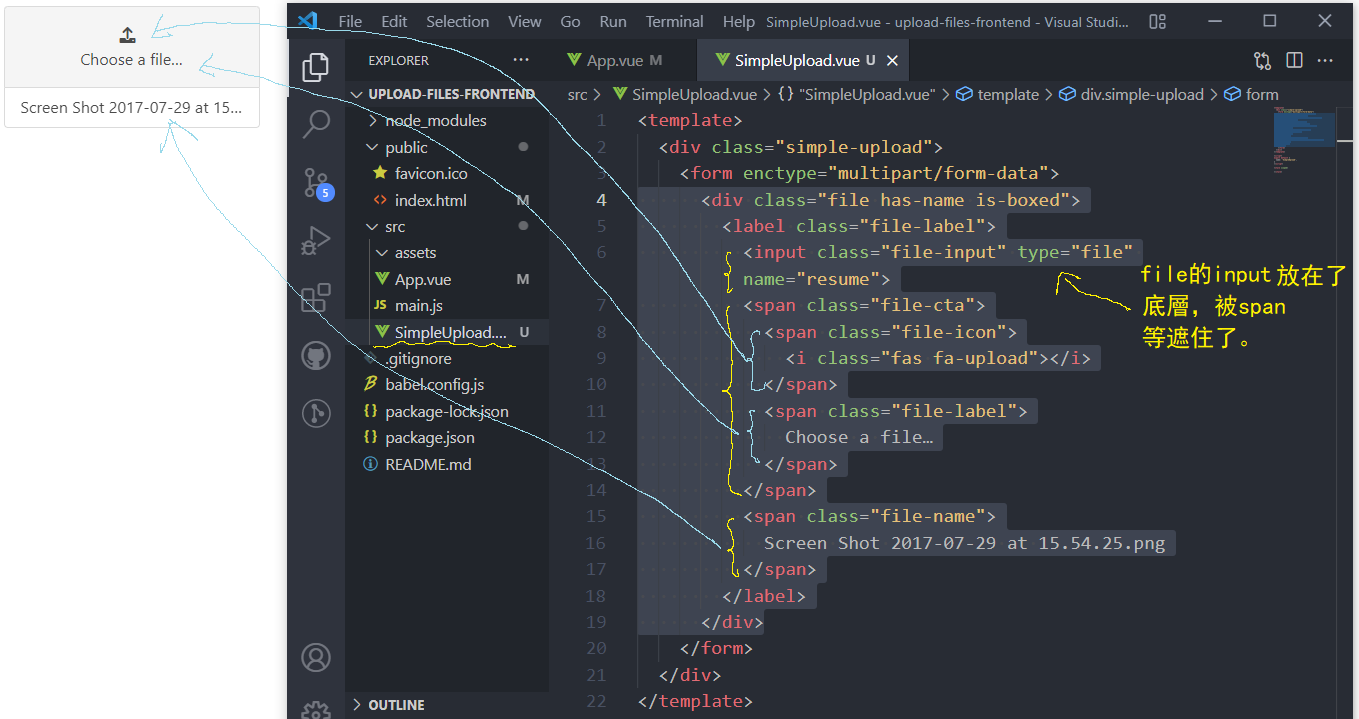 Choose a file...
Screen Shot 2017-07-29 at 15...
File Edit Selection View Go Run Terminal Help SimpleUpload.vue - upload-files-frontend - Visual Studi...
EXPLORER ...
UPLOAD-FILES-FRONTEND
node_modules
public
favicon.ico
<> index.html M
src
assets
App.vue M
JS main.js
SimpleUpload.... U
.gitignore
babel.config.js
{} package-lock.json
{} package.json
README.md
OUTLINE
5
App.vue M SimpleUpload.vue U
src > SimpleUpload.vue > {} "SimpleUpload.vue" > template > div.simple-upload > form
1 <template>
2 <div class="simple-upload">
3 <form enctype="multipart/form-data">
4 <div class="file has-name is-boxed">
5 <label class="file-label">
6 <input class="file-input" type="file"
name="resume">
7 <span class="file-cta">
8 <span class="file-icon">
9 <i class="fas fa-upload"></i>
10 </span>
11 <span class="file-label">
12 Choose a file…
13 </span>
14 </span>
15 <span class="file-name">
16 Screen Shot 2017-07-29 at 15.54.25.png
17 </span>
18 </label>
19 </div>
20 </form>
21 </div>
22 </template>
file的input 放在了
底層，被span
等遮住了。